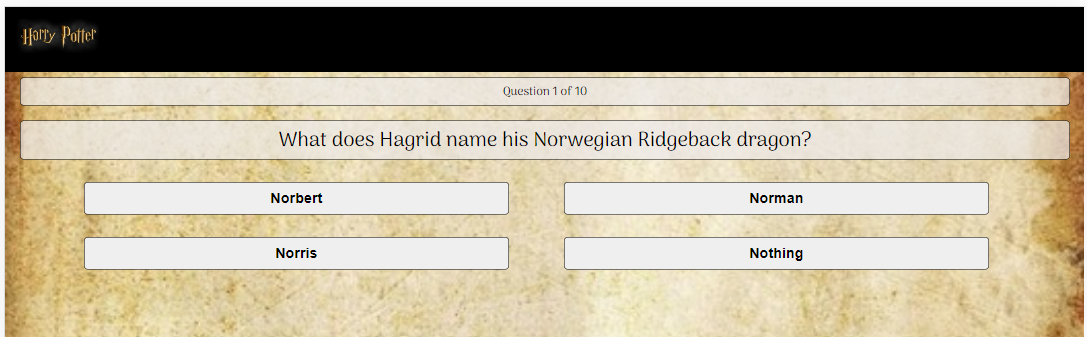 Harry Potter
Question 1 of 10
What does Hagrid name his Norwegian Ridgeback dragon?
Norbert
Norman
Norris
Nothing